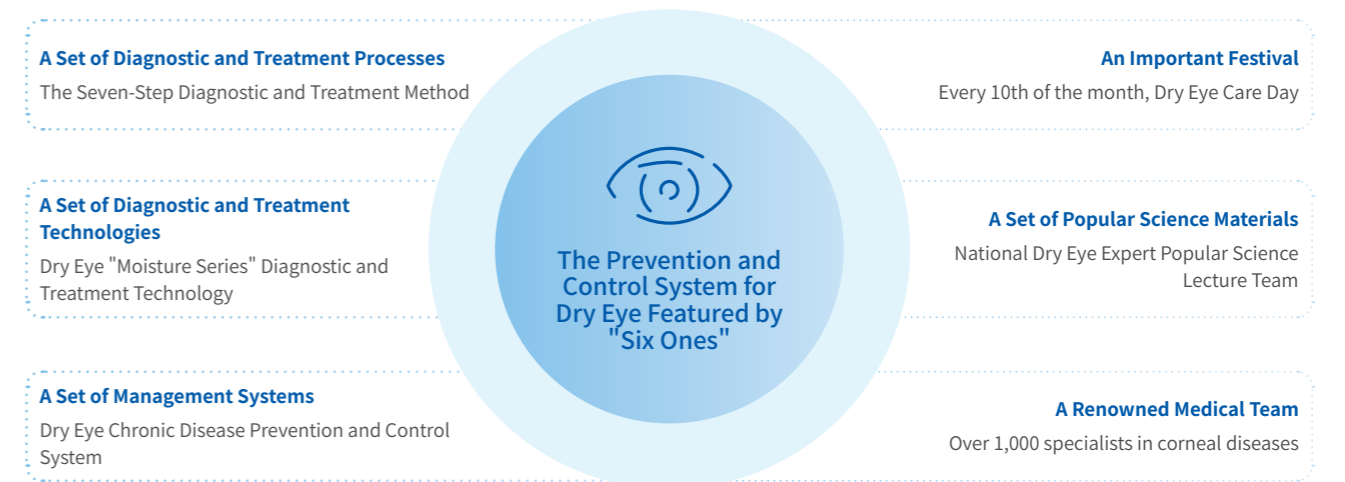 A Set of Diagnostic and Treatment Processes
The Seven-Step Diagnostic and Treatment Method
A Set of Diagnostic and Treatment
Technologies
Dry Eye "Moisture Series" Diagnostic and
Treatment Technology
A Set of Management Systems
Dry Eye Chronic Disease Prevention and Control
System
The Prevention and
Control System for
Dry Eye Featured by
"Six Ones"
An Important Festival
Every 10th of the month, Dry Eye Care Day
A Set of Popular Science Materials
National Dry Eye Expert Popular Science
Lecture Team
A Renowned Medical Team
Over 1,000 specialists in corneal diseases